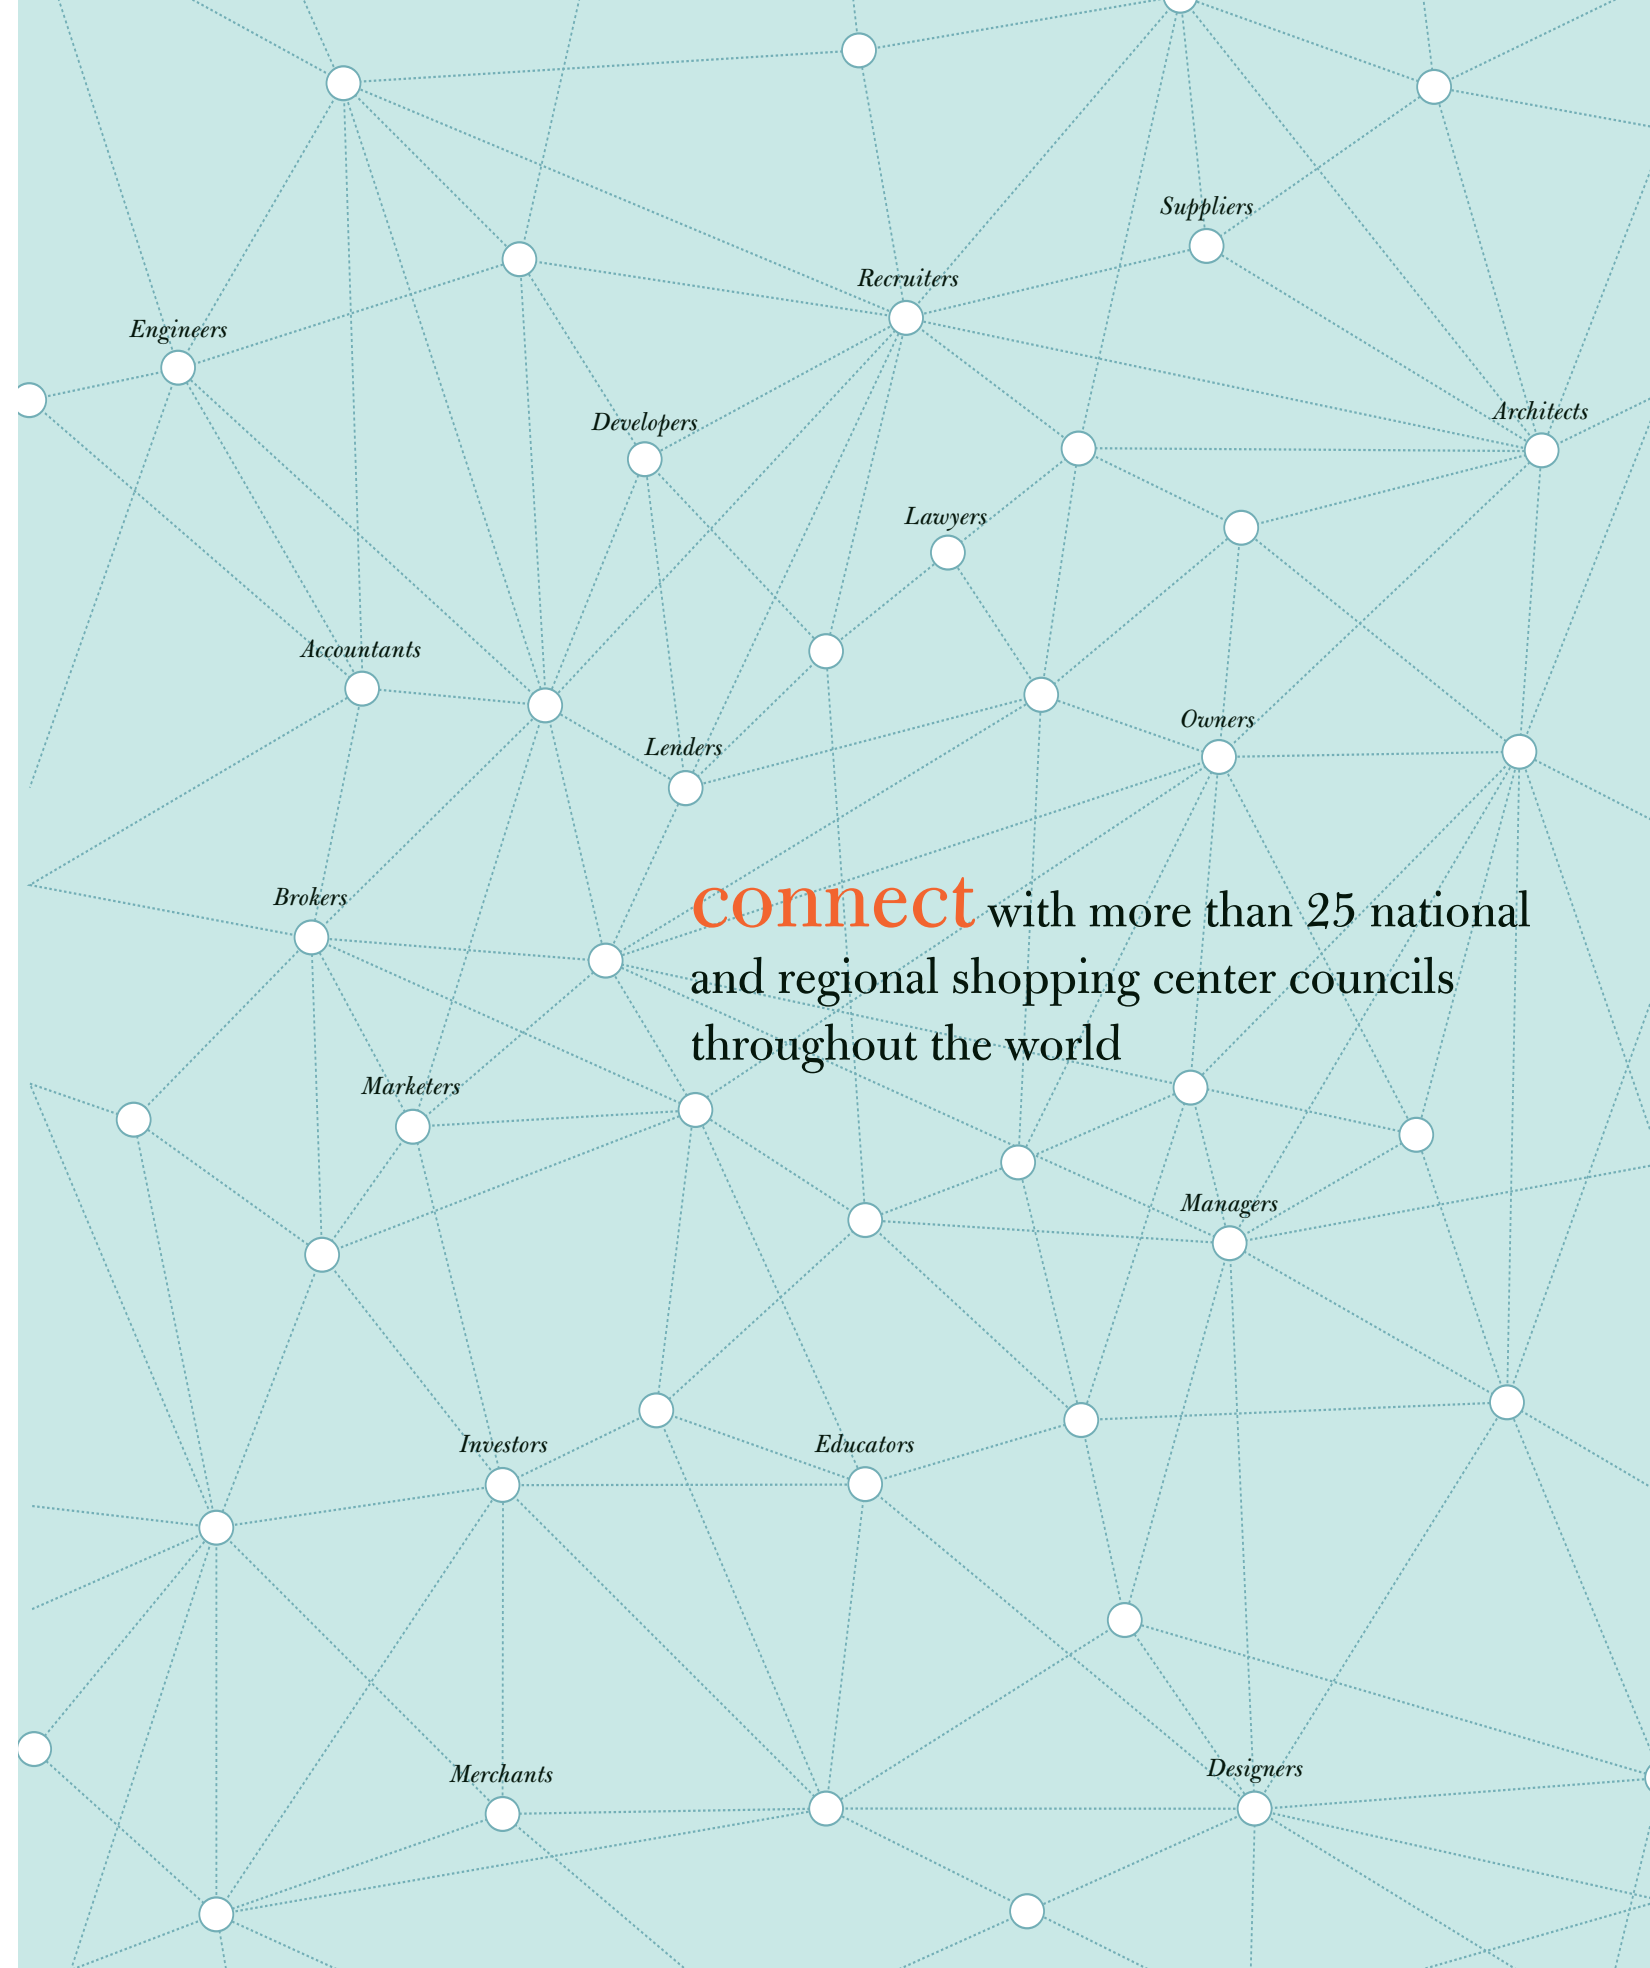 Suppliers
Recruiters
Engineers
Architects
Developers
Lawyers
Accountants
Owners
Lenders
Brokers
connect with more than 25 national
and regional shopping center councils
throughout the world
Marketers
Managers
Investors
Educators
Designers
Merchants